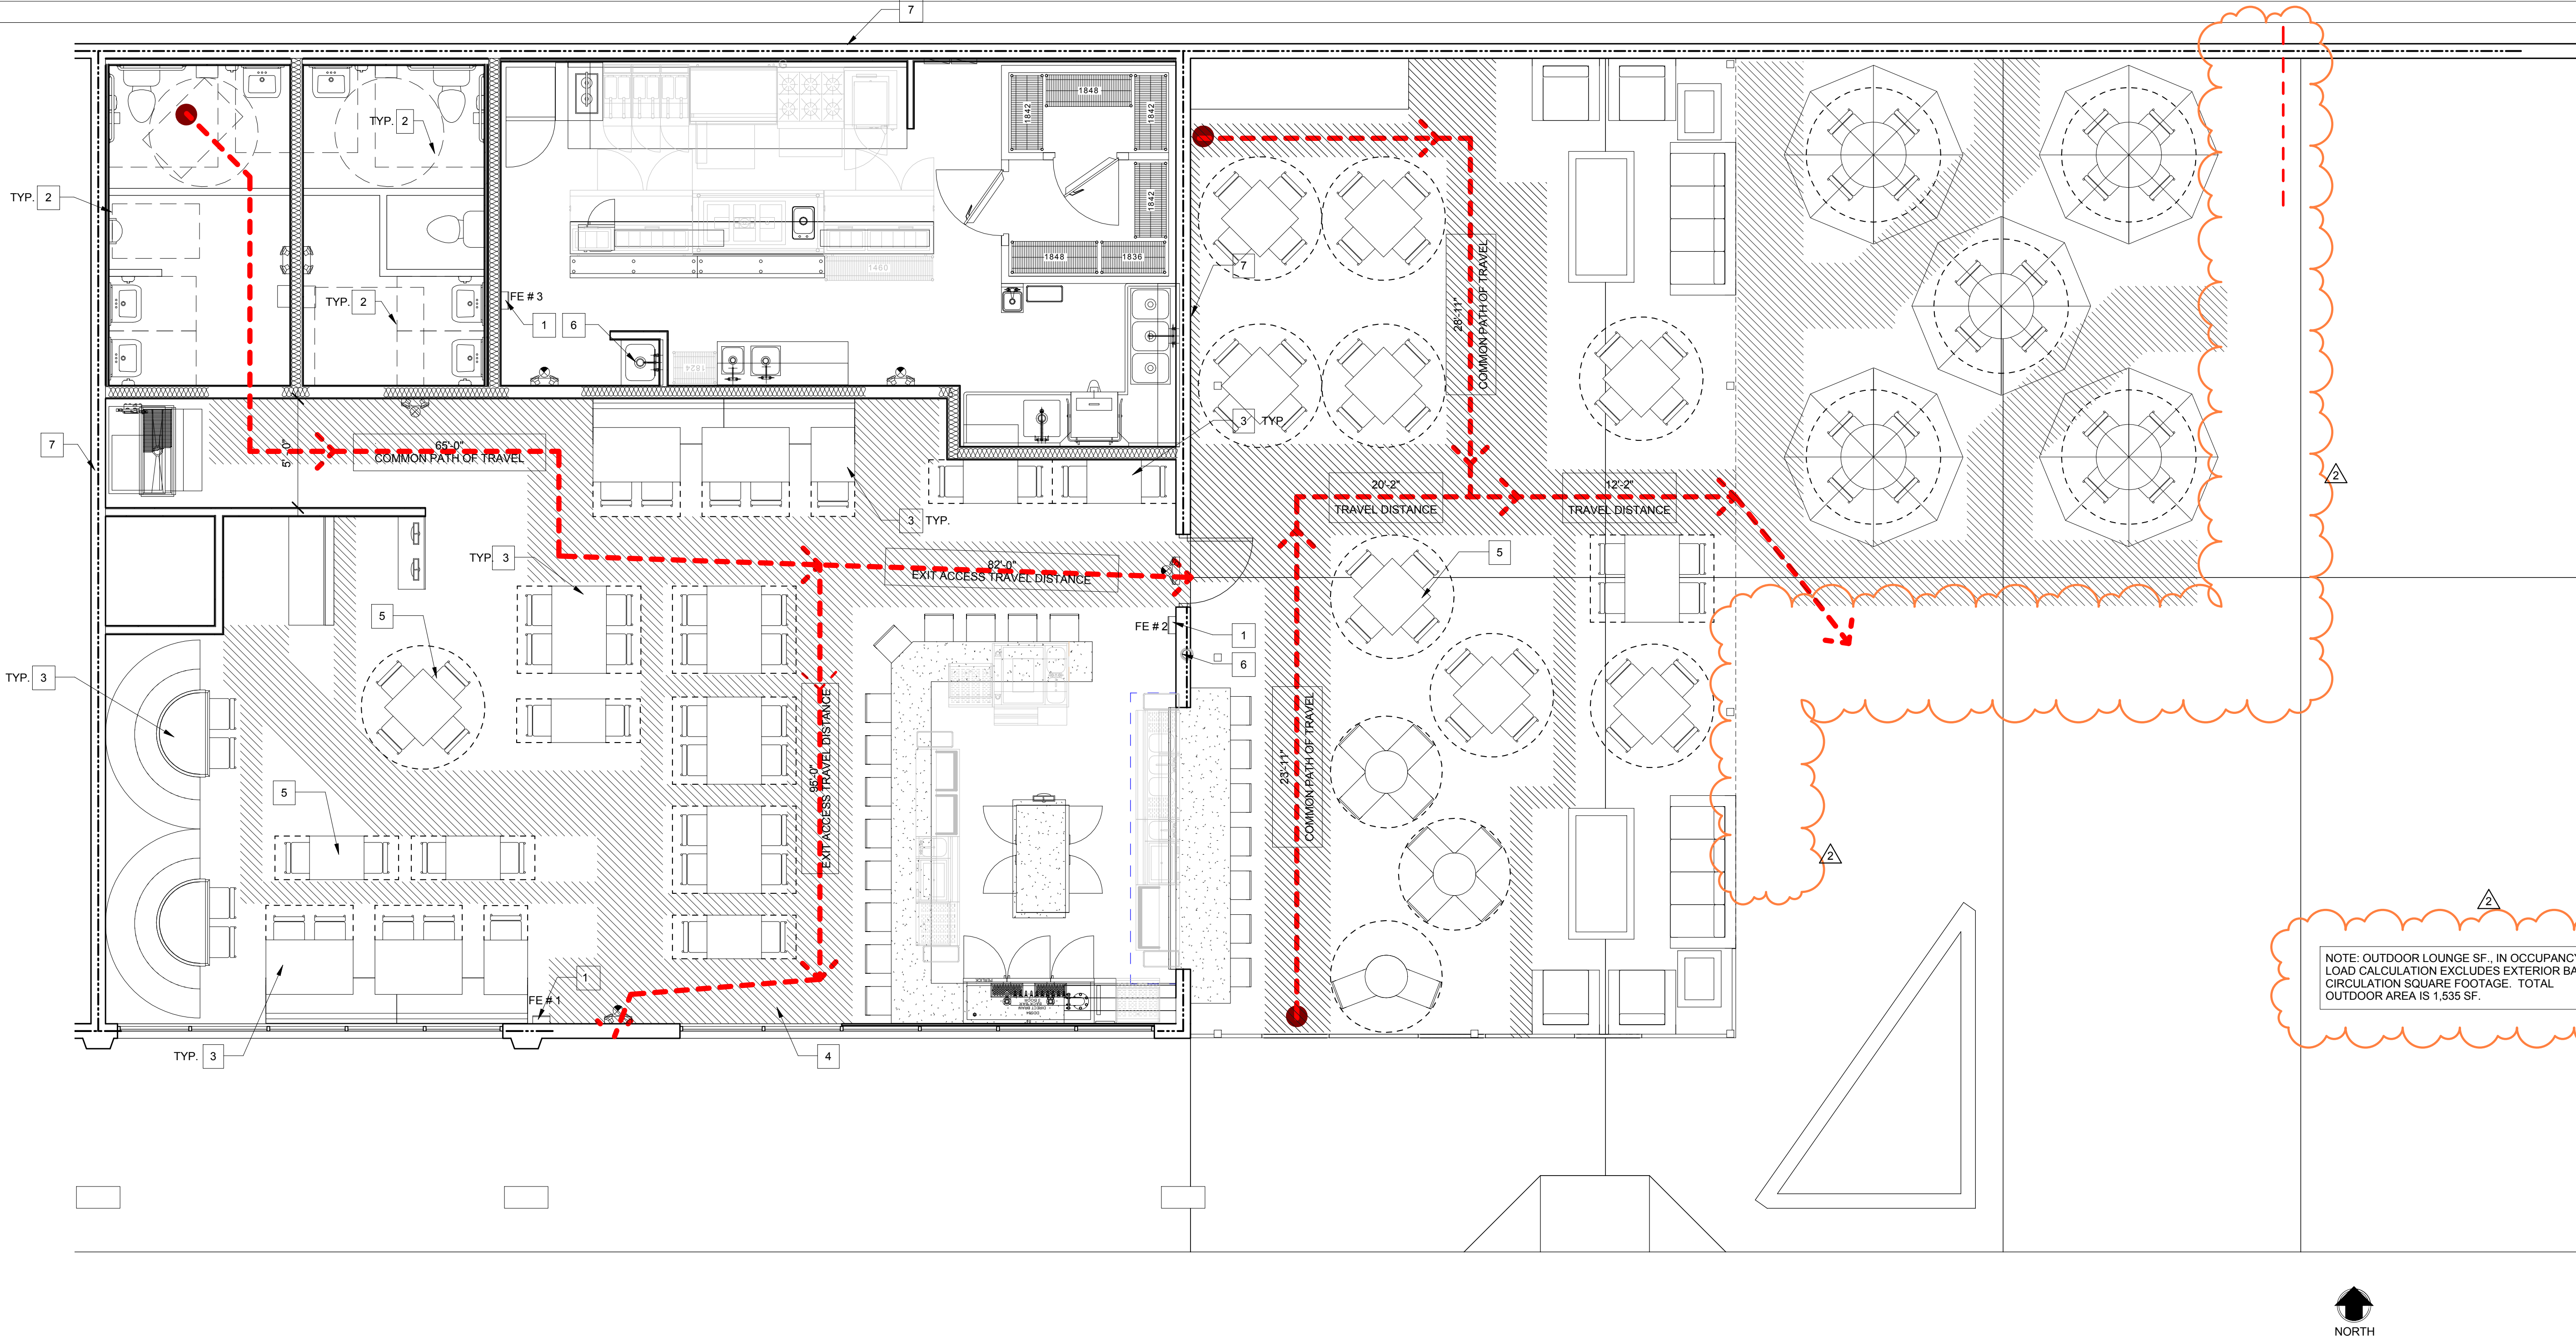 7
1848
1842
1842
TYP. 2
TYP. 2
1842
28'-11"
COMMON PATH OF TRAVEL
7
1848
1836
1460
FE # 3
TYP. 2
1 6
1824
3 TYP.
7
5' - 0"
65'-0"
COMMON PATH OF TRAVEL
20'-2"
TRAVEL DISTANCE
12'-2"
TRAVEL DISTANCE
2
3 TYP.
TYP. 3
5
82'-0"
EXIT ACCESS TRAVEL DISTANCE
5
FE # 2
1
6
TYP. 3
95'-0"
EXIT ACCESS TRAVEL DISTANCE
23'-11"
COMMON PATH OF TRAVEL
5
2
2
NOTE: OUTDOOR LOUNGE SF., IN OCCUPANCY
LOAD CALCULATION EXCLUDES EXTERIOR BA
CIRCULATION SQUARE FOOTAGE. TOTAL
OUTDOOR AREA IS 1,535 SF.
1
FE # 1
TYP. 3
4
NORTH